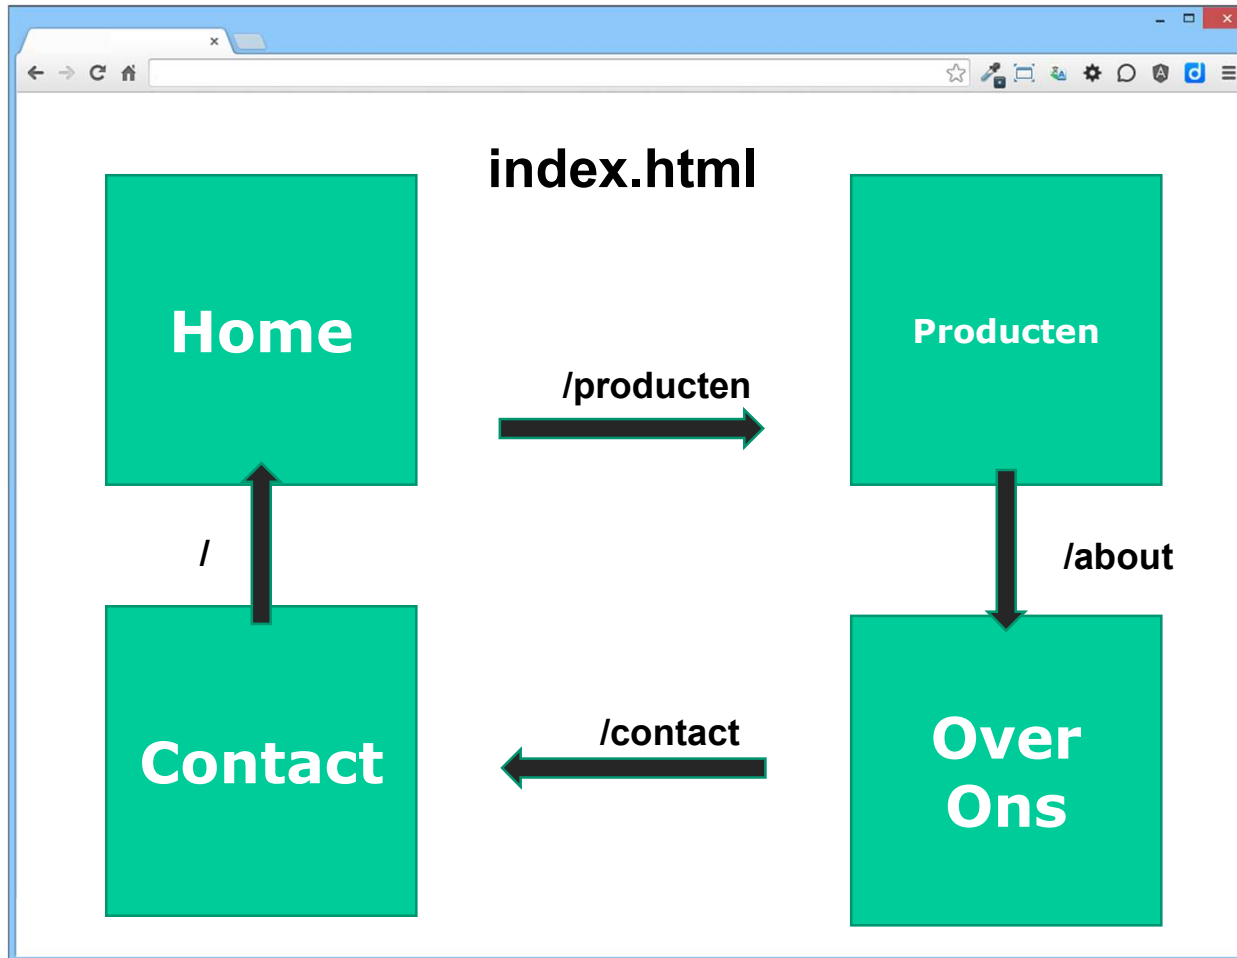 index.html
Home
Producten
/producten
/
/about
Contact
/contact
Over
Ons